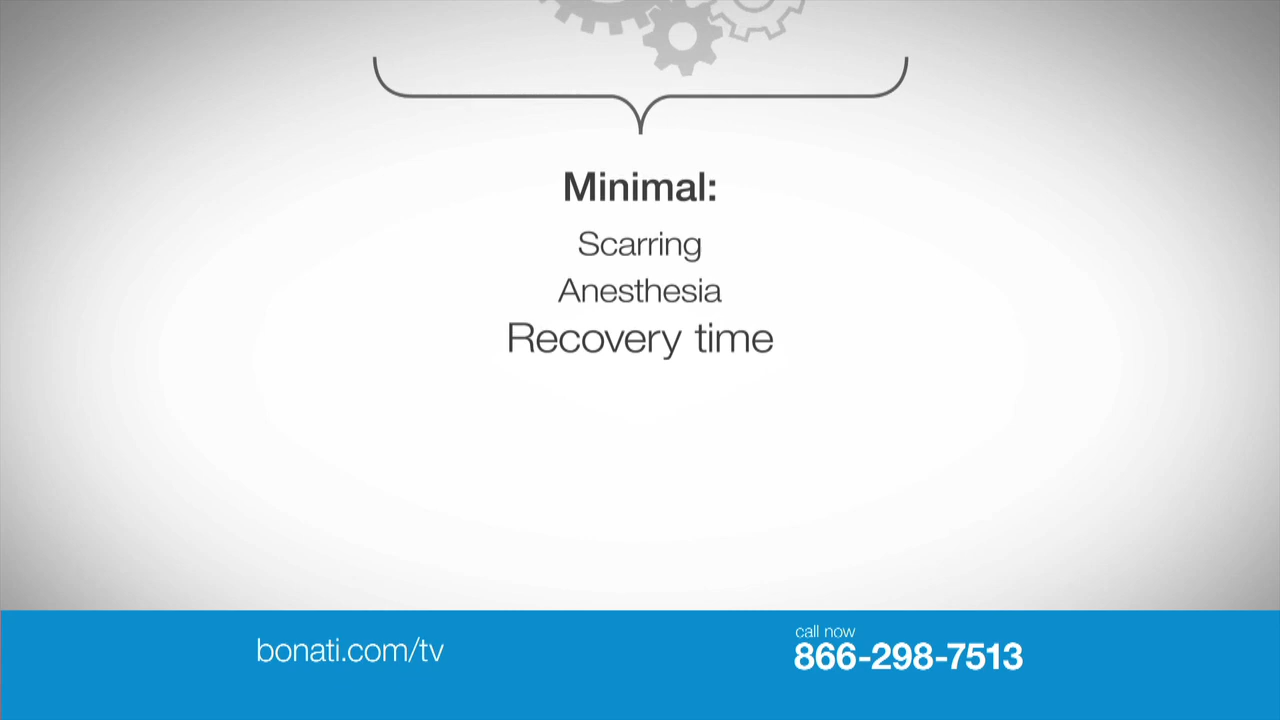 Minimal:
Scarring
Anesthesia
Recovery time
bonati.com/tv
call now
866-298-7513